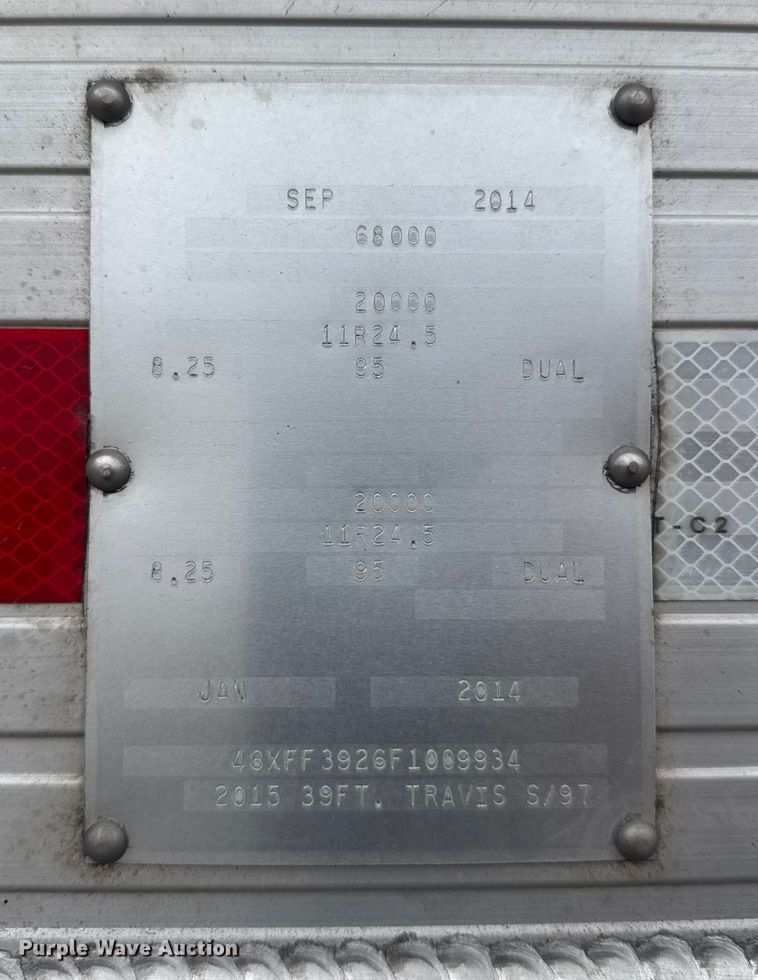 SEP 2014
68000
20000
11R24.5
8.25 95 DUAL
20000
11R24.5
T-C2
8.25 95 DUAL
JAN 2014
48XFF3926F1009934
2015 39FT. TRAVIS S/97
Purple Wave Auction